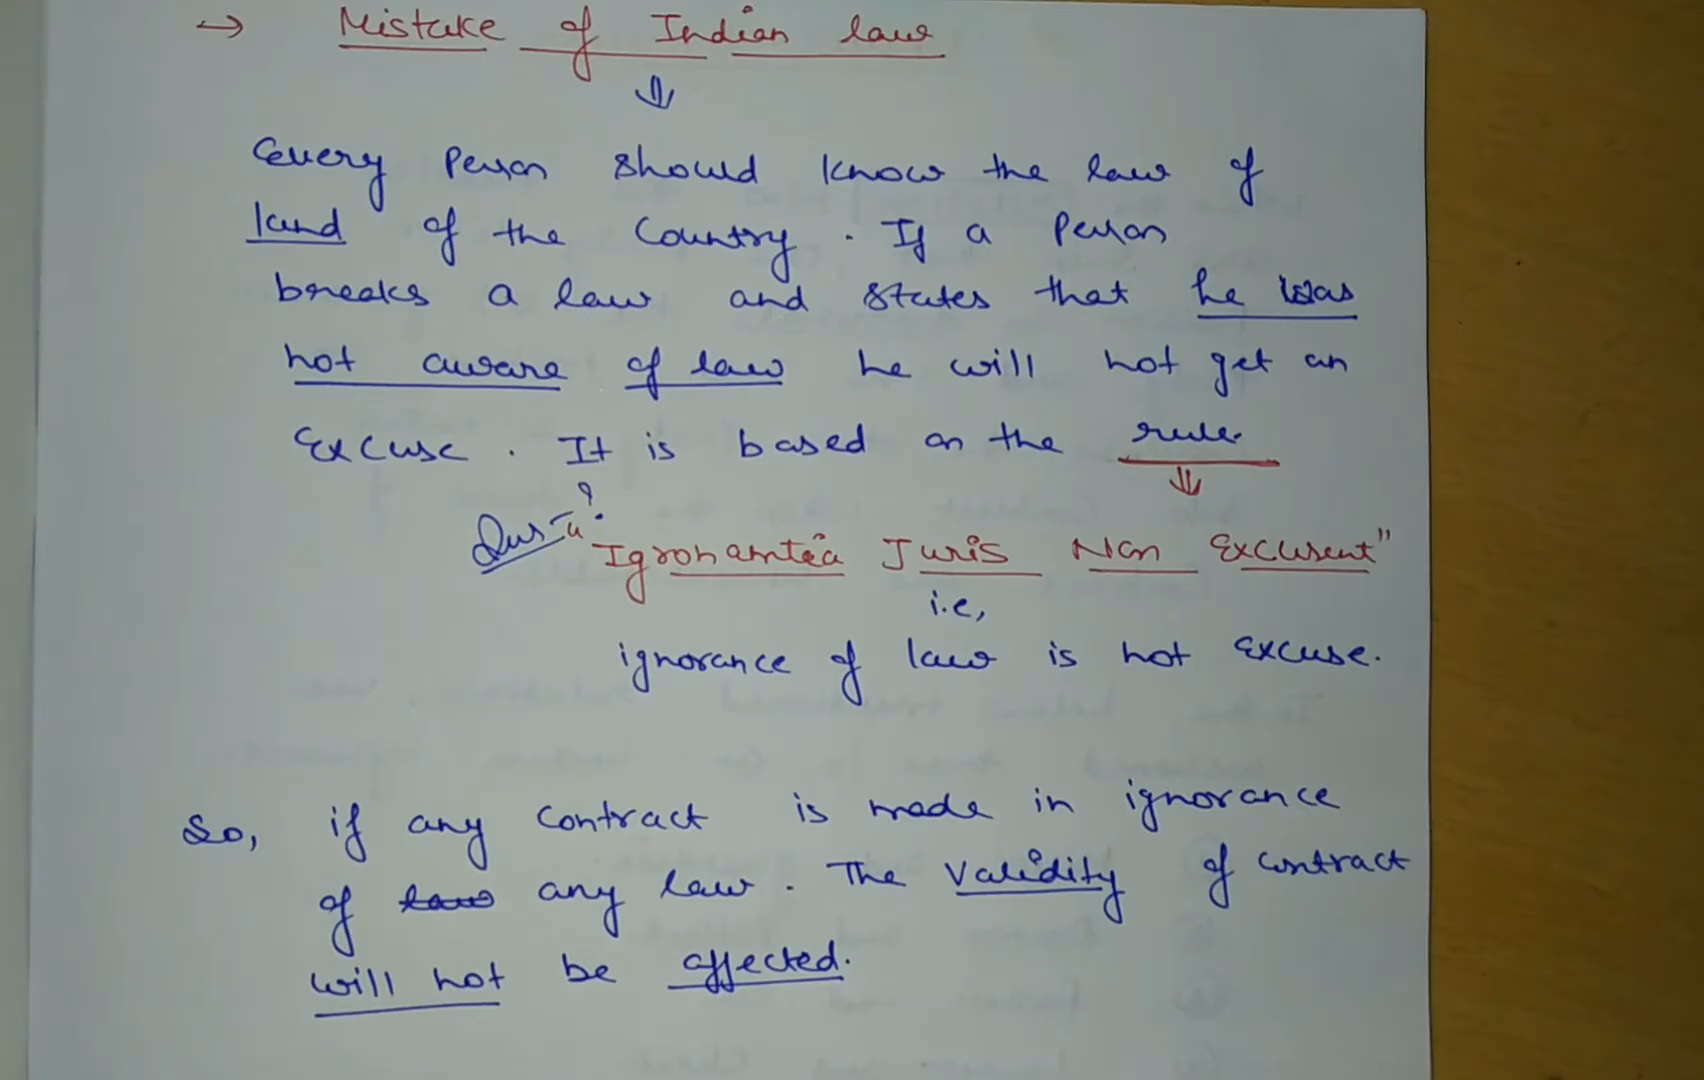 → Mistake of Indian law
⇓
Every Person should know the law of
land of the Country. If a Person
breaks a law and states that he was
not aware of law he will not get an
Excuse. It is based on the rule
⇓
Qus-?
"Igronamtia Juris Non Excusent"
i.e,
ignorance of law is not Excuse.
So, if any Contract is made in ignorance
of law any law. The Validity of contract
will not be affected.